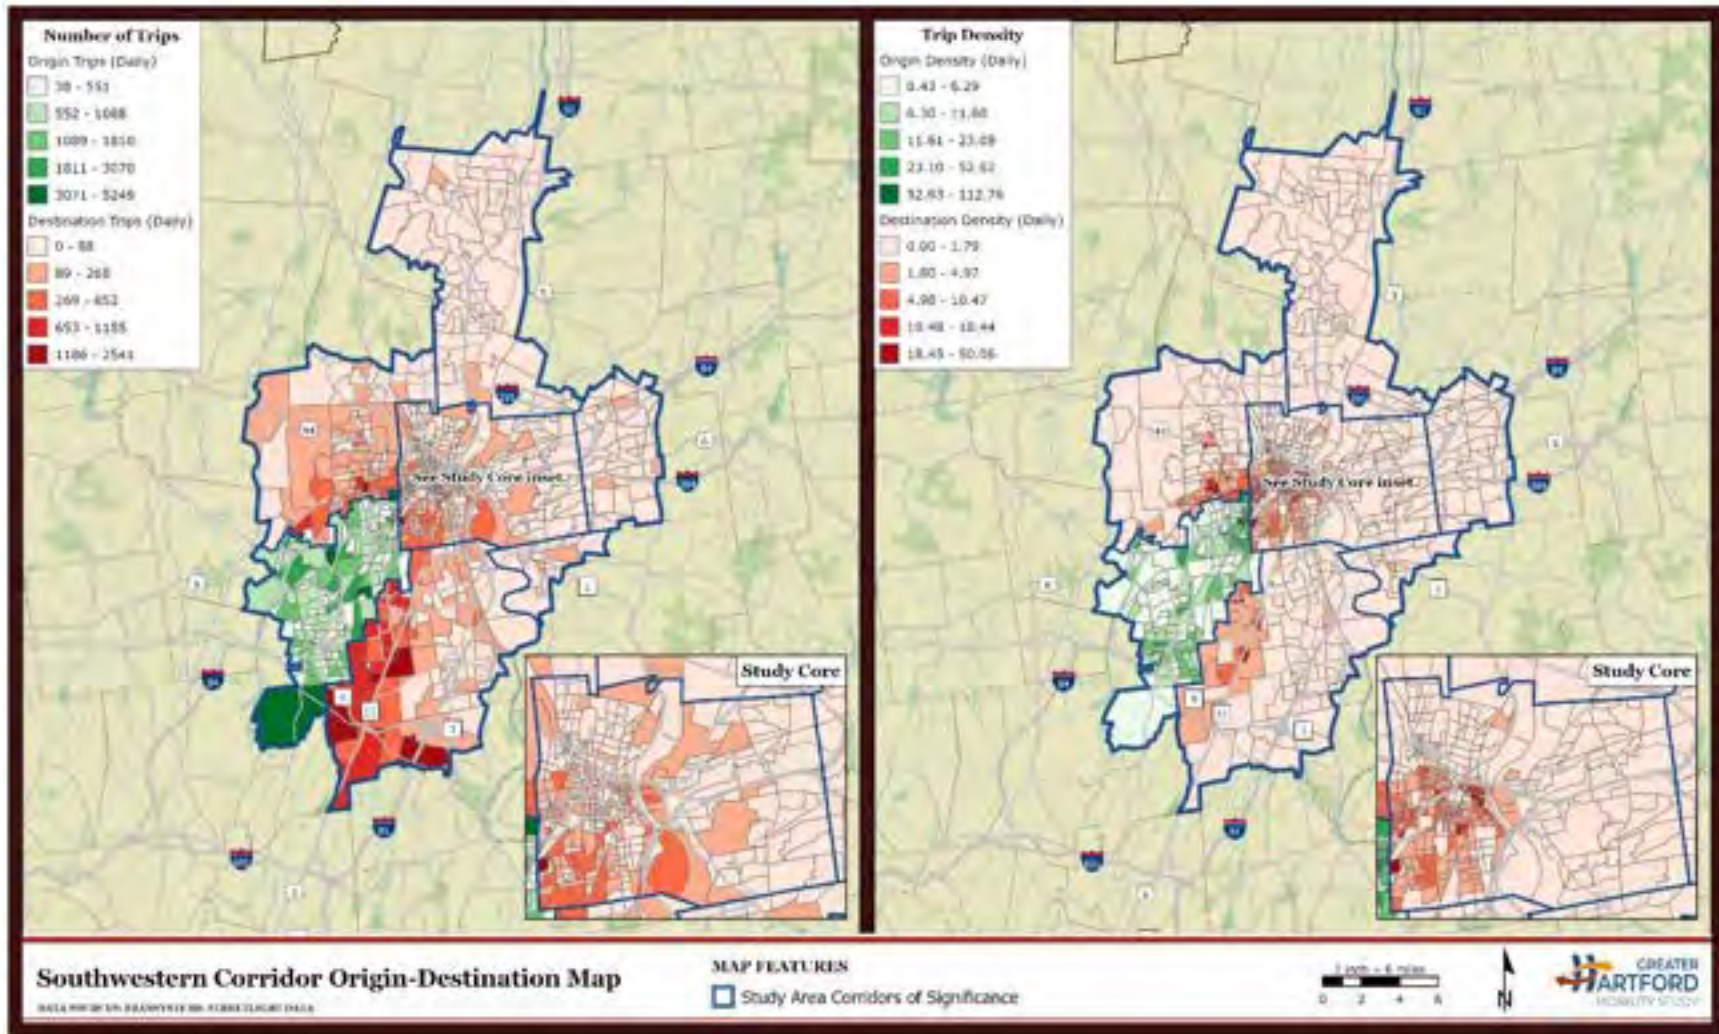 Number of Trips
Origin Trips (Daily)
38 - 551
552 - 1088
1089 - 1810
1811 - 3070
3071 - 5249
Destination Trips (Daily)
0 - 88
89 - 268
269 - 652
653 - 1185
1186 - 2541
See Study Core inset
Study Core
Trip Density
Origin Density (Daily)
0.43 - 6.29
6.30 - 11.60
11.61 - 23.09
23.10 - 52.62
52.63 - 112.76
Destination Density (Daily)
0.00 - 1.79
1.80 - 4.97
4.98 - 10.47
10.48 - 18.44
18.45 - 50.06
See Study Core inset
Study Core
Southwestern Corridor Origin-Destination Map
MAP FEATURES
Study Area Corridors of Significance
1 inch = 6 miles
0 2 4 6
N
GREATER
HARTFORD
MOBILITY STUDY